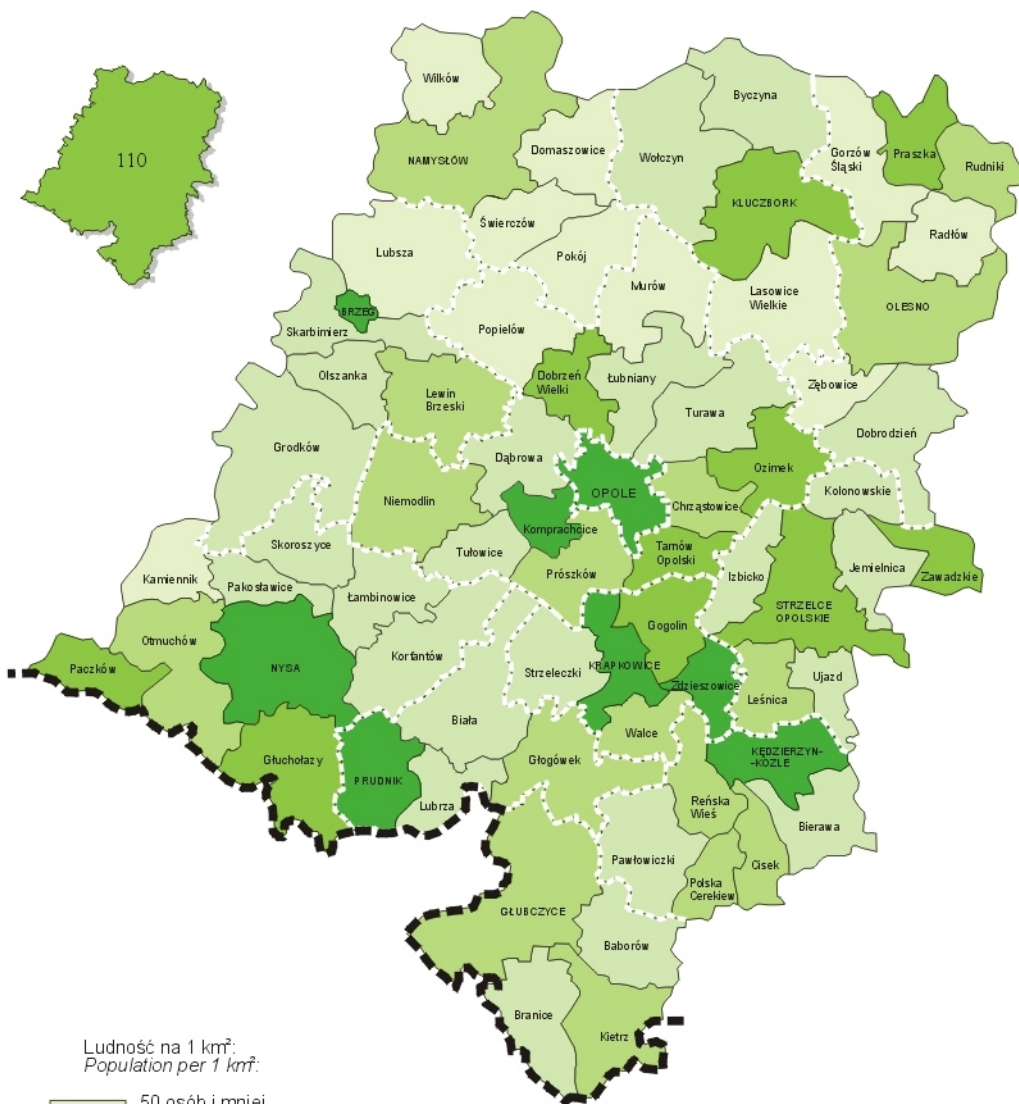 110
Wilków
Byczyna
NAMYSŁÓW
Domaszowice
Wołczyn
Gorzów
Śląski
Praszka
Rudniki
KLUCZBORK
Świerczów
Radłów
Lubsza
Pokój
Murów
Lasowice
Wielkie
OLESNO
BRZEG
Skarbimierz
Popielów
Olszanka
Dobrzeń
Wielki
Łubniany
Zębowice
Lewin
Brzeski
Turawa
Dobrodzień
Grodków
Dąbrowa
Ozimek
OPOLE
Kolonowskie
Niemodlin
Chrząstowice
Komprachcice
Skoroszyce
Tułowice
Tarnów
Opolski
Izbicko
Jemielnica
Kamiennik
Pakosławice
Prószków
Zawadzkie
Łambinowice
STRZELCE
OPOLSKIE
Otmuchów
Gogolin
Paczków
NYSA
Korfantów
Strzeleczki
KRAPKOWICE
Zdzieszowice
Ujazd
Leśnica
Biała
Walce
Głuchołazy
Głogówek
KĘDZIERZYN-
-KOŹLE
PRUDNIK
Lubrza
Reńska
Wieś
Bierawa
Pawłowiczki
Cisek
Polska
Cerekiew
GŁUBCZYCE
Baborów
Branice
Kietrz
Ludność na 1 km²:
Population per 1 km²:
50 osób i mniej